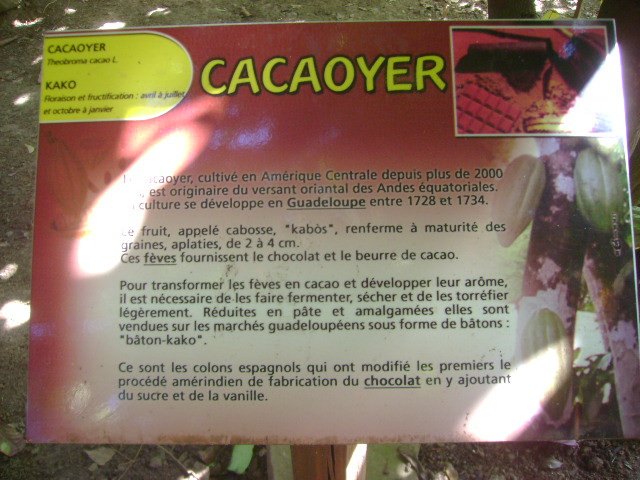 CACAOYER
Theobroma cacao L.
KAKO
Floraison et fructification : avril à juillet
et octobre à janvier
CACAOYER
cacaoyer, cultivé en Amérique Centrale depuis plus de 2000
est originaire du versant oriantal des Andes équatoriales.
culture se développe en Guadeloupe entre 1728 et 1734.
fruit, appelé cabosse, "kabòs", renferme à maturité des
graines, aplaties, de 2 à 4 cm.
Ces fèves fournissent le chocolat et le beurre de cacao.
Pour transformer les fèves en cacao et développer leur arôme,
il est nécessaire de les faire fermenter, sécher et de les torréfier
légèrement. Réduites en pâte et amalgamées elles sont
vendues sur les marchés guadeloupéens sous forme de bâtons :
"bâton-kako".
Ce sont les colons espagnols qui ont modifié les premiers le
procédé amérindien de fabrication du chocolat en y ajoutant
du sucre et de la vanille.